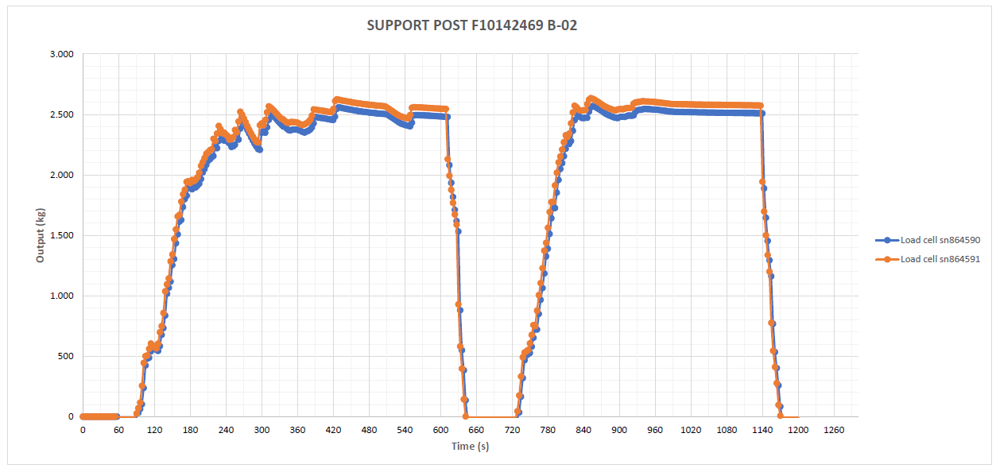 SUPPORT POST F10142469 B-02
3.000
2.500
2.000
1.500
1.000
500
0
Output (kg)
0 60 120 180 240 300 360 420 480 540 600 660 720 780 840 900 960 1020 1080 1140 1200 1260
Time (s)
Load cell sn864590
Load cell sn864591